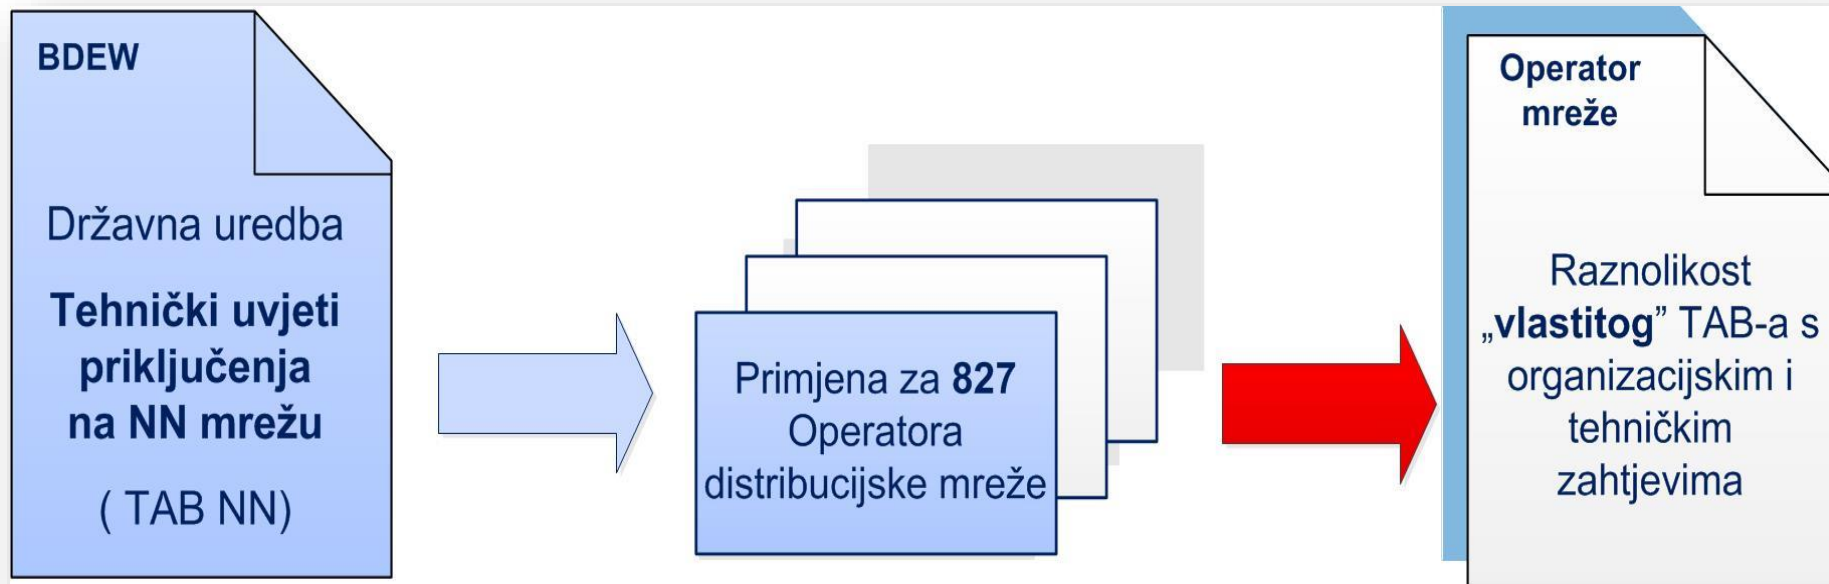 BDEW
Državna uredba
Tehnički uvjeti
priključenja
na NN mrežu
( TAB NN)
Primjena za 827
Operatora
distribucijske mreže
Operator
mreže
Raznolikost
„vlastitog” TAB-a s
organizacijskim i
tehničkim
zahtjevima